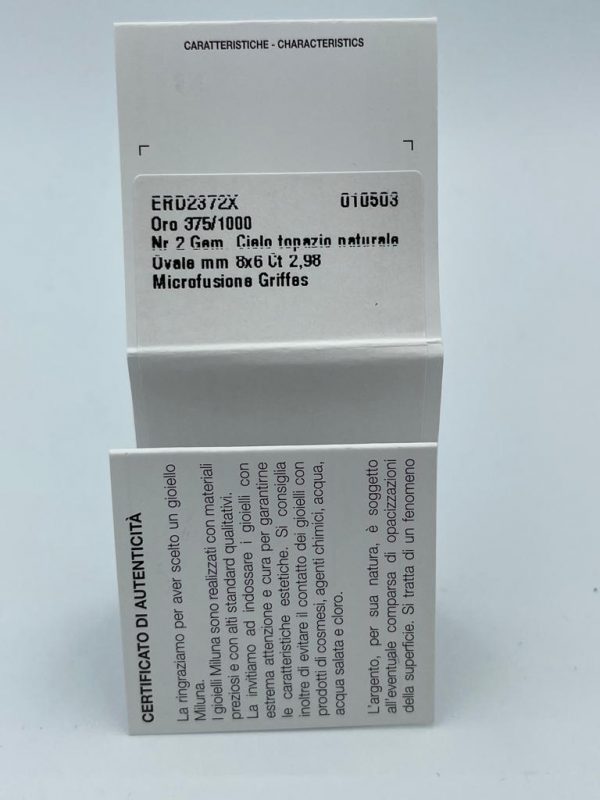 CARATTERISTICHE - CHARACTERISTICS
ERD2372X 010503
Oro 375/1000
Nr 2 Gem Cielo topazio naturale
Ovale mm 8x6 Ct 2,98
Microfusione Griffes
CERTIFICATO DI AUTENTICITÀ
La ringraziamo per aver scelto un gioiello
Miluna.
I gioielli Miluna sono realizzati con materiali
preziosi e con alti standard qualitativi.
La invitiamo ad indossare i gioielli con
estrema attenzione e cura per garantirne
le caratteristiche estetiche. Si consiglia
inoltre di evitare il contatto dei gioielli con
prodotti di cosmesi, agenti chimici, acqua,
acqua salata e cloro.
L'argento, per sua natura, è soggetto
all'eventuale comparsa di opacizzazioni
della superficie. Si tratta di un fenomeno